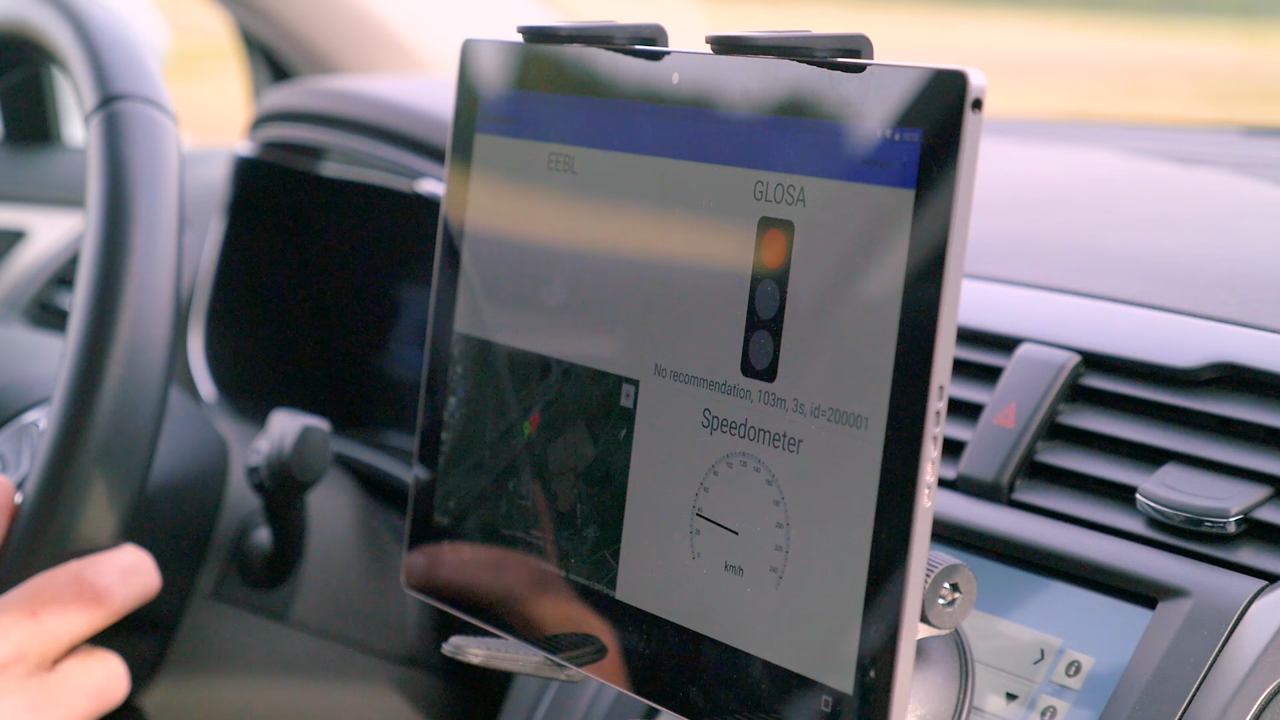 EEBL
GLOSA
No recommendation, 103m, 3s, id=200001
Speedometer
km/h